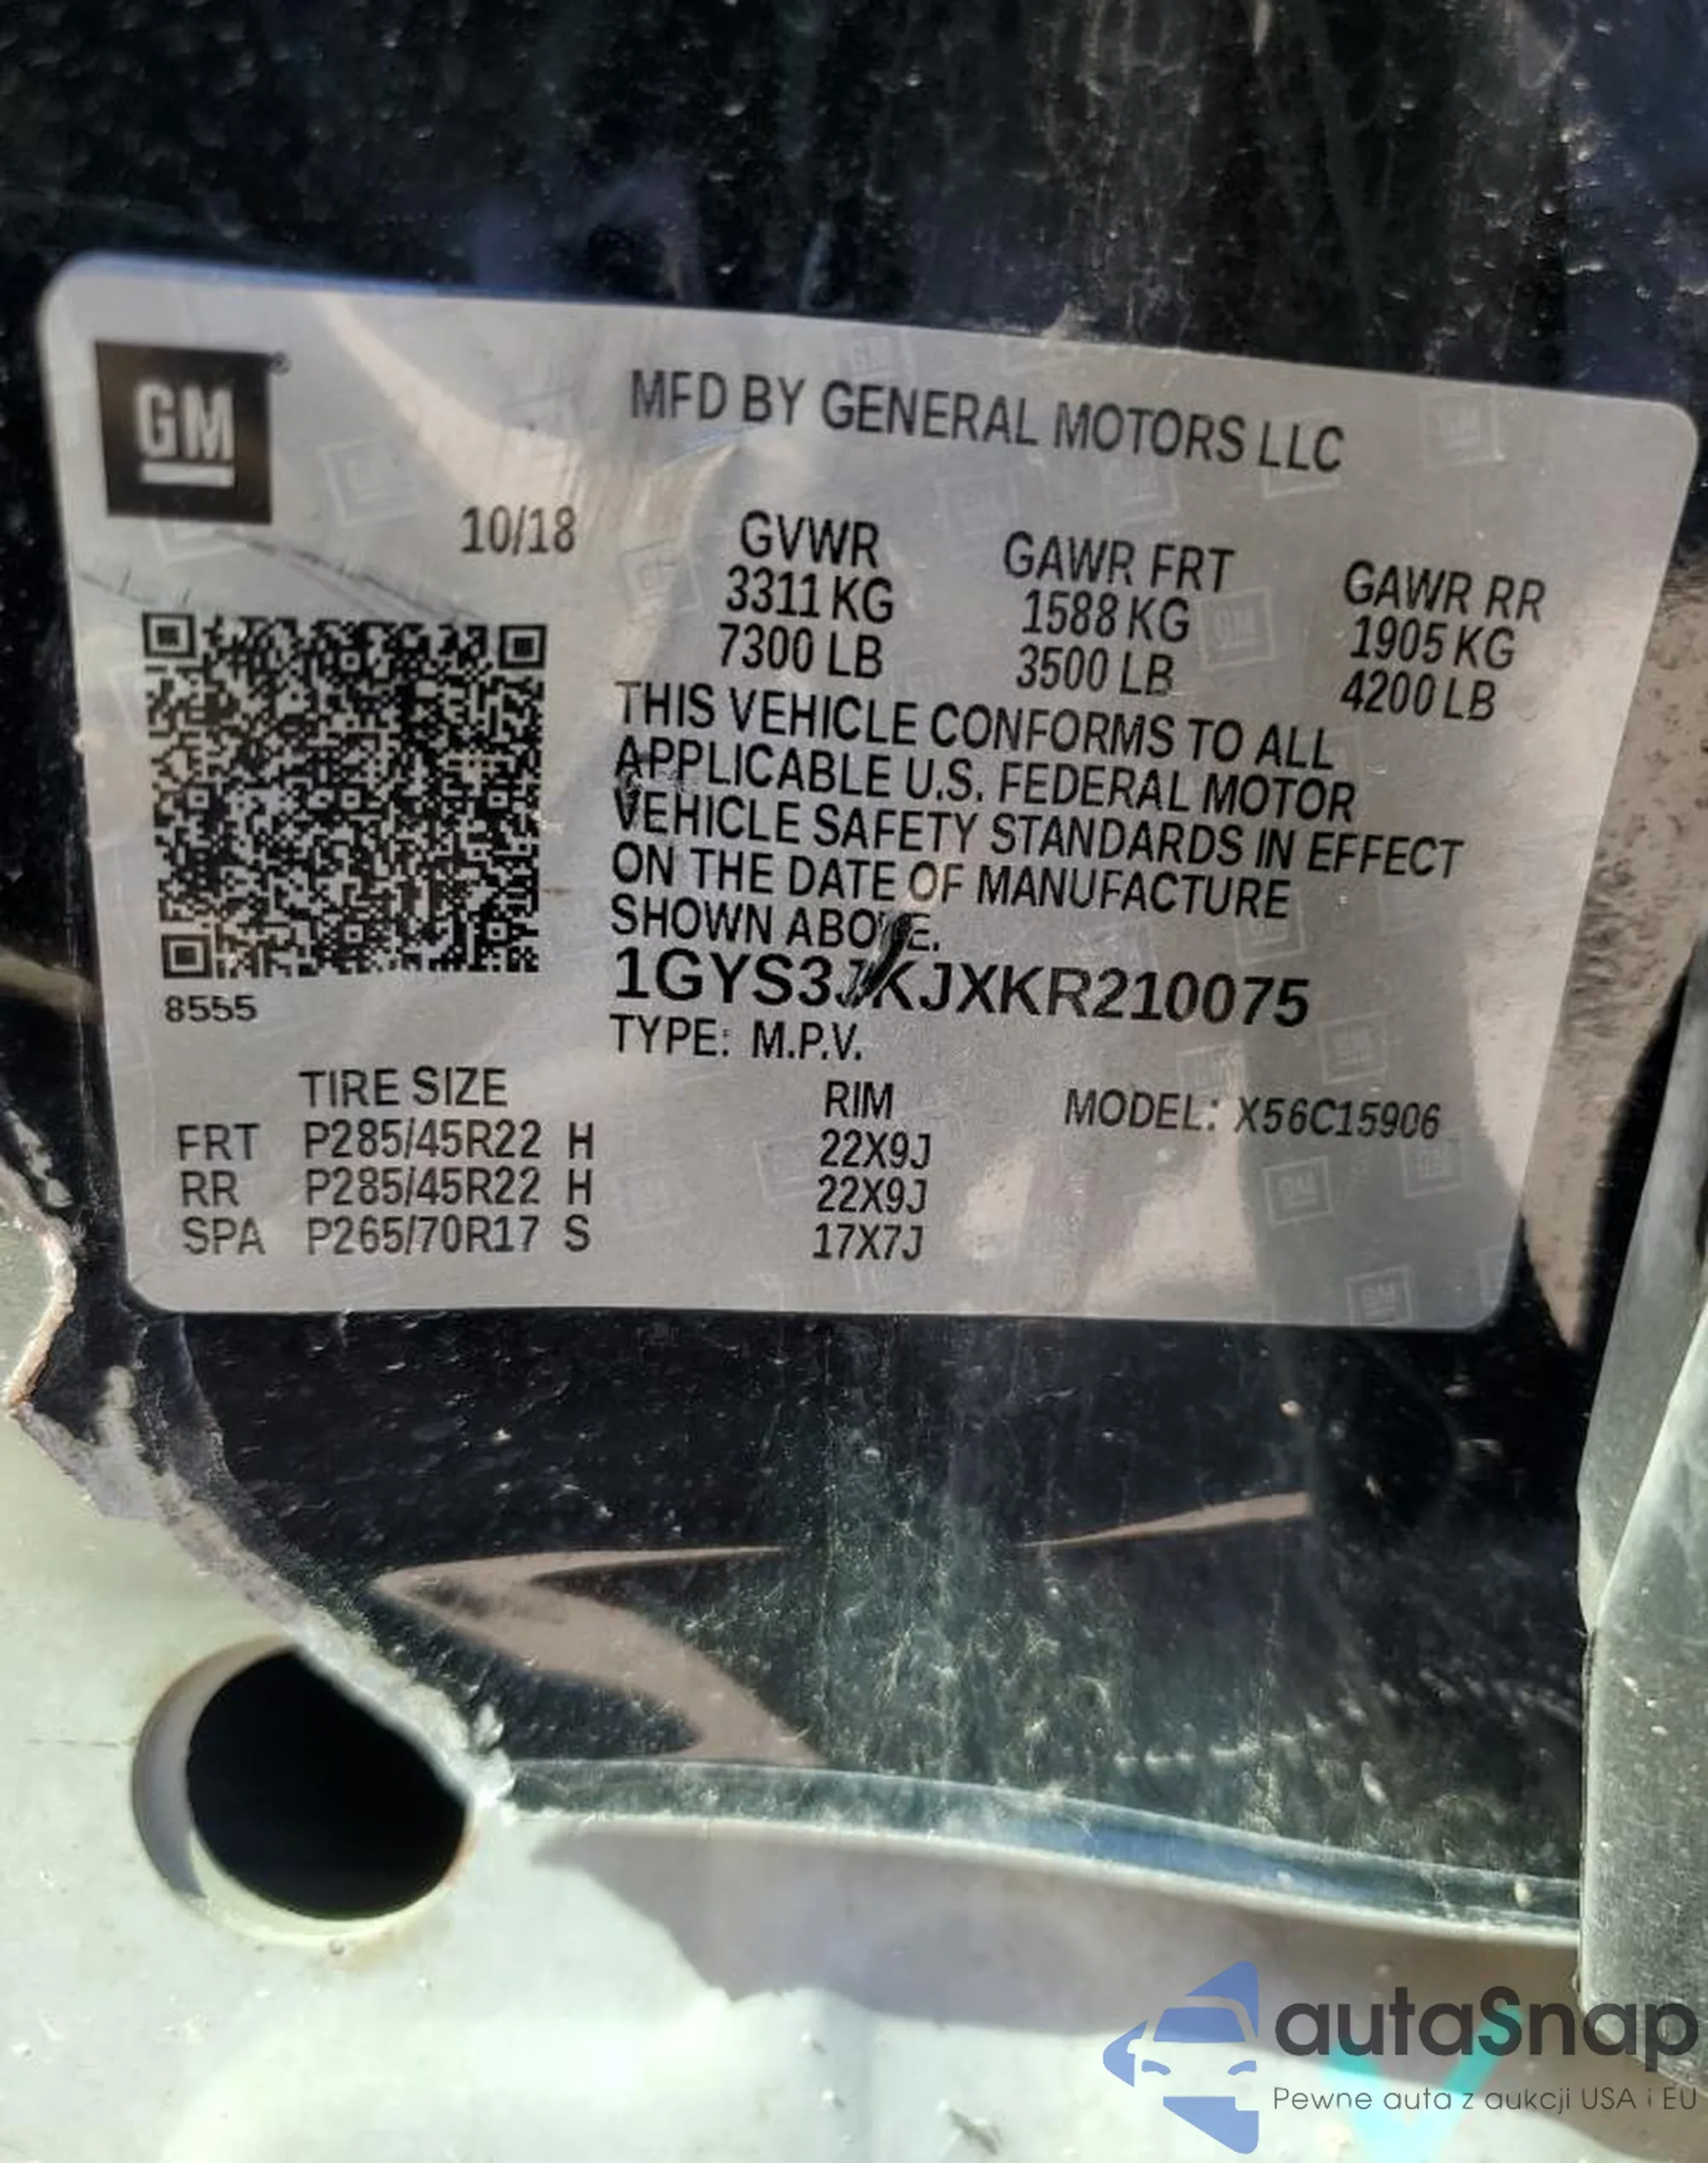 GM
®
MFD BY GENERAL MOTORS LLC
10/18
GVWR GAWR FRT GAWR RR
3311 KG 1588 KG 1905 KG
7300 LB 3500 LB 4200 LB
THIS VEHICLE CONFORMS TO ALL
APPLICABLE U.S. FEDERAL MOTOR
VEHICLE SAFETY STANDARDS IN EFFECT
ON THE DATE OF MANUFACTURE
SHOWN ABOVE.
1GYS3JKJXKR210075
8555
TYPE: M.P.V.
TIRE SIZE RIM MODEL: X56C15906
FRT P285/45R22 H 22X9J
RR P285/45R22 H 22X9J
SPA P265/70R17 S 17X7J
autaSnap
Pewne auta z aukcji USA i EU